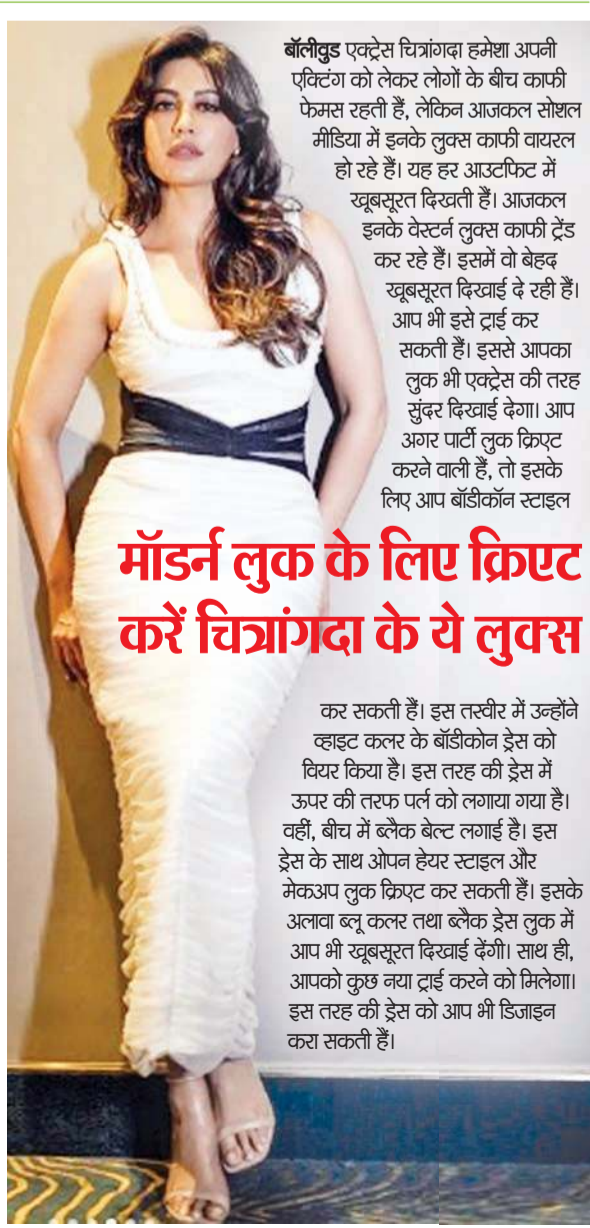 बॉलीवुड एक्ट्रेस चित्रांगदा हमेशा अपनी
एक्टिंग को लेकर लोगों के बीच काफी
फेमस रहती हैं, लेकिन आजकल सोशल
मीडिया में इनके लुक्स काफी वायरल
हो रहे हैं। यह हर आउटफिट में
खूबसूरत दिखती हैं। आजकल
इनके वेस्टर्न लुक्स काफी ट्रेंड
कर रहे हैं। इसमें वो बेहद
खूबसूरत दिखाई दे रही हैं।
आप भी इसे ट्राई कर
सकती हैं। इससे आपका
लुक भी एक्ट्रेस की तरह
सुंदर दिखाई देगा। आप
अगर पार्टी लुक क्रिएट
करने वाली हैं, तो इसके
लिए आप बॉडीकॉन स्टाइल
मॉडर्न लुक के लिए क्रिएट
करें चित्रांगदा के ये लुक्स
कर सकती हैं। इस तस्वीर में उन्होंने
व्हाइट कलर के बॉडीकोन ड्रेस को
वियर किया है। इस तरह की ड्रेस में
ऊपर की तरफ पर्ल को लगाया गया है।
वहीं, बीच में ब्लैक बेल्ट लगाई है। इस
ड्रेस के साथ ओपन हेयर स्टाइल और
मेकअप लुक क्रिएट कर सकती हैं। इसके
अलावा ब्लू कलर तथा ब्लैक ड्रेस लुक में
आप भी खूबसूरत दिखाई देंगी। साथ ही,
आपको कुछ नया ट्राई करने को मिलेगा।
इस तरह की ड्रेस को आप भी डिजाइन
करा सकती हैं।